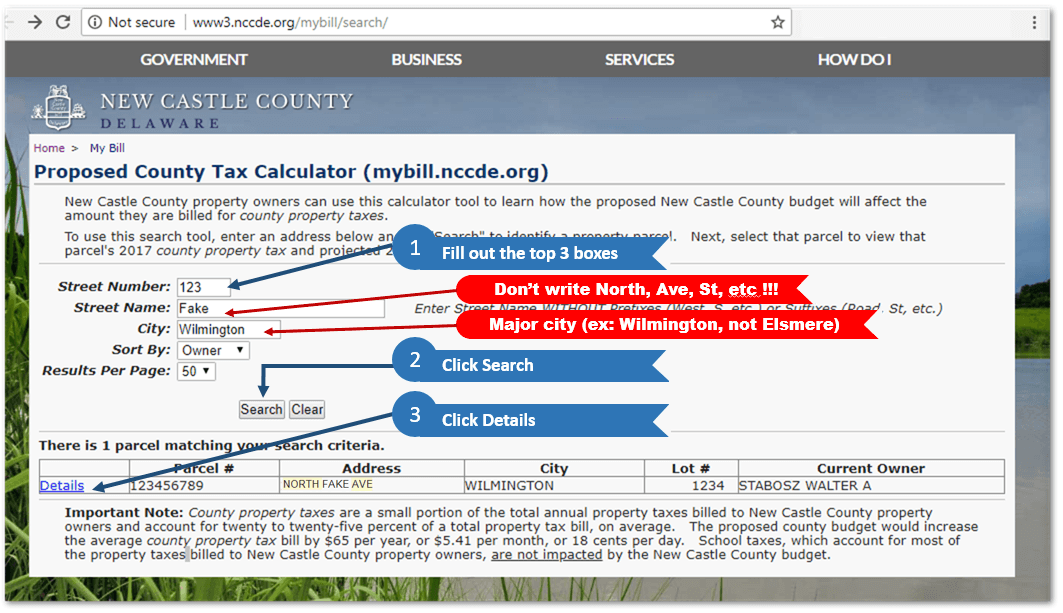 Not secure | www3.nccde.org/mybill/search/
GOVERNMENT BUSINESS SERVICES HOW DO I
NEW CASTLE COUNTY
DELAWARE
Home > My Bill
Proposed County Tax Calculator (mybill.nccde.org)
New Castle County property owners can use this calculator tool to learn how the proposed New Castle County budget will affect the
amount they are billed for county property taxes.
To use this search tool, enter an address below an "Search" to identify a property parcel. Next, select that parcel to view that
parcel's 2017 county property tax and projected 2
1 Fill out the top 3 boxes
Street Number: 123
Don't write North, Ave, St, etc !!!
Street Name: Fake Enter Street Name WITHOUT Prefixes (West, S, etc.) or Suffixes (Road, St, etc.)
City: Wilmington
Major city (ex: Wilmington, not Elsmere)
Sort By: Owner
2 Click Search
Results Per Page: 50
Search Clear
3 Click Details
There is 1 parcel matching your search criteria.
Parcel # Address City Lot # Current Owner
Details 123456789 NORTH FAKE AVE WILMINGTON 1234 STABOSZ WALTER A
Important Note: County property taxes are a small portion of the total annual property taxes billed to New Castle County property
owners and account for twenty to twenty-five percent of a total property tax bill, on average. The proposed county budget would increase
the average county property tax bill by $65 per year, or $5.41 per month, or 18 cents per day. School taxes, which account for most of
the property taxes billed to New Castle County property owners, are not impacted by the New Castle County budget.